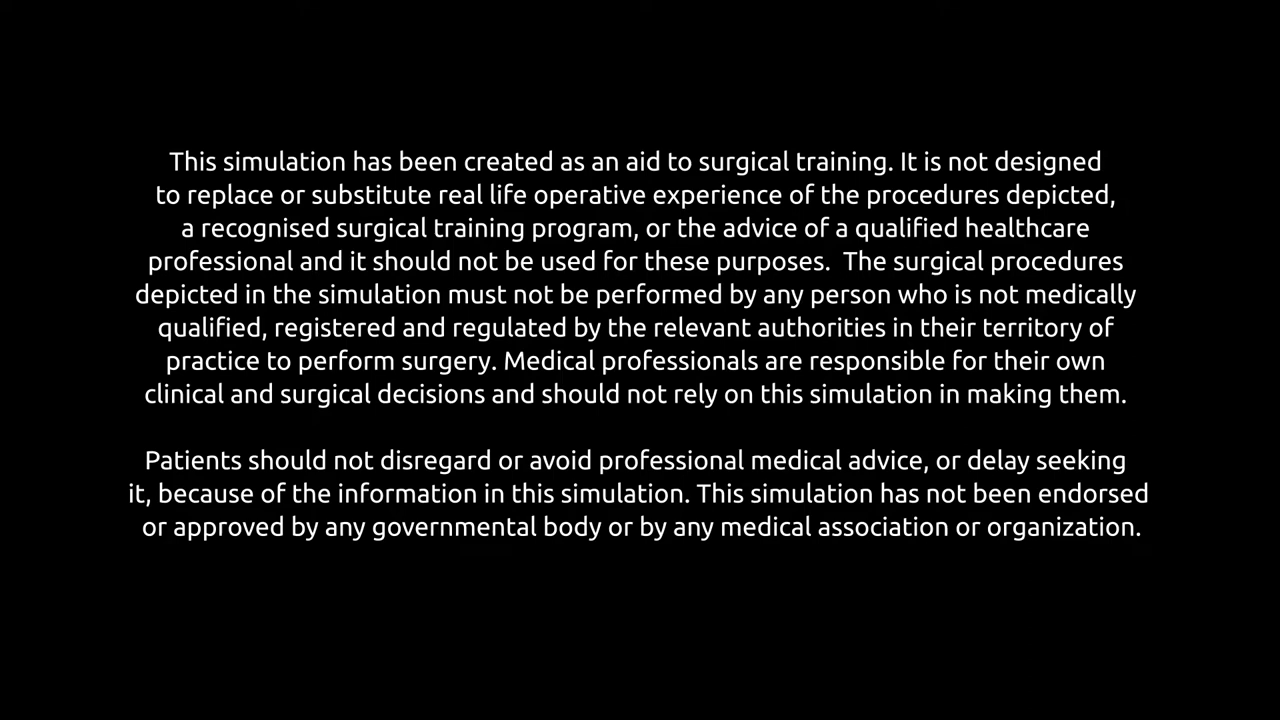 This simulation has been created as an aid to surgical training. It is not designed
to replace or substitute real life operative experience of the procedures depicted,
a recognised surgical training program, or the advice of a qualified healthcare
professional and it should not be used for these purposes.  The surgical procedures
depicted in the simulation must not be performed by any person who is not medically
qualified, registered and regulated by the relevant authorities in their territory of
practice to perform surgery. Medical professionals are responsible for their own
clinical and surgical decisions and should not rely on this simulation in making them.
Patients should not disregard or avoid professional medical advice, or delay seeking
it, because of the information in this simulation. This simulation has not been endorsed
or approved by any governmental body or by any medical association or organization.